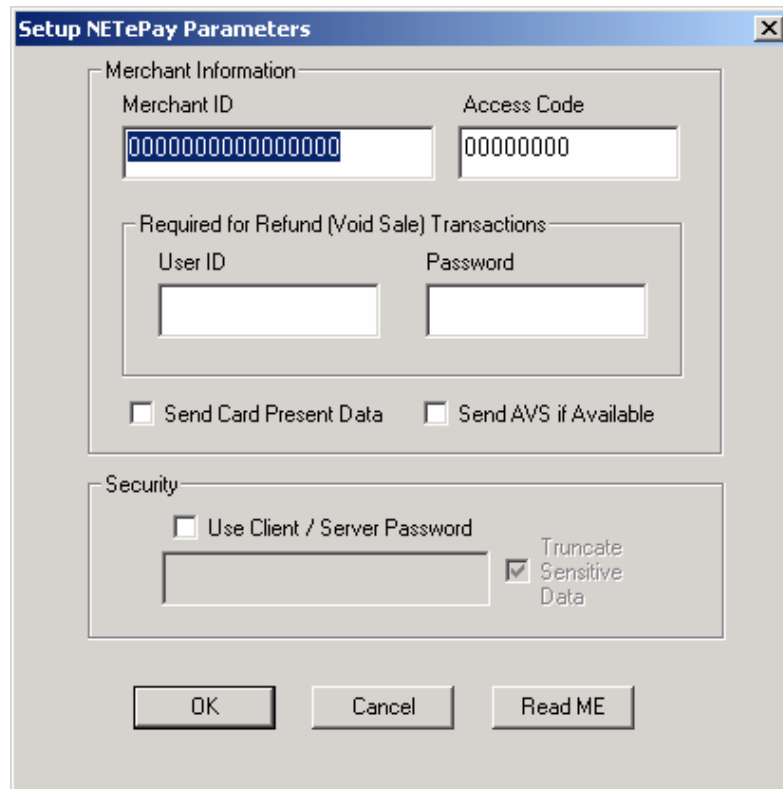 Setup NETePay Parameters
Merchant Information
Merchant ID Access Code
0000000000000000 00000000
Required for Refund (Void Sale) Transactions
User ID Password
Send Card Present Data Send AVS if Available
Security
Use Client / Server Password
Truncate
Sensitive
Data
OK Cancel Read ME